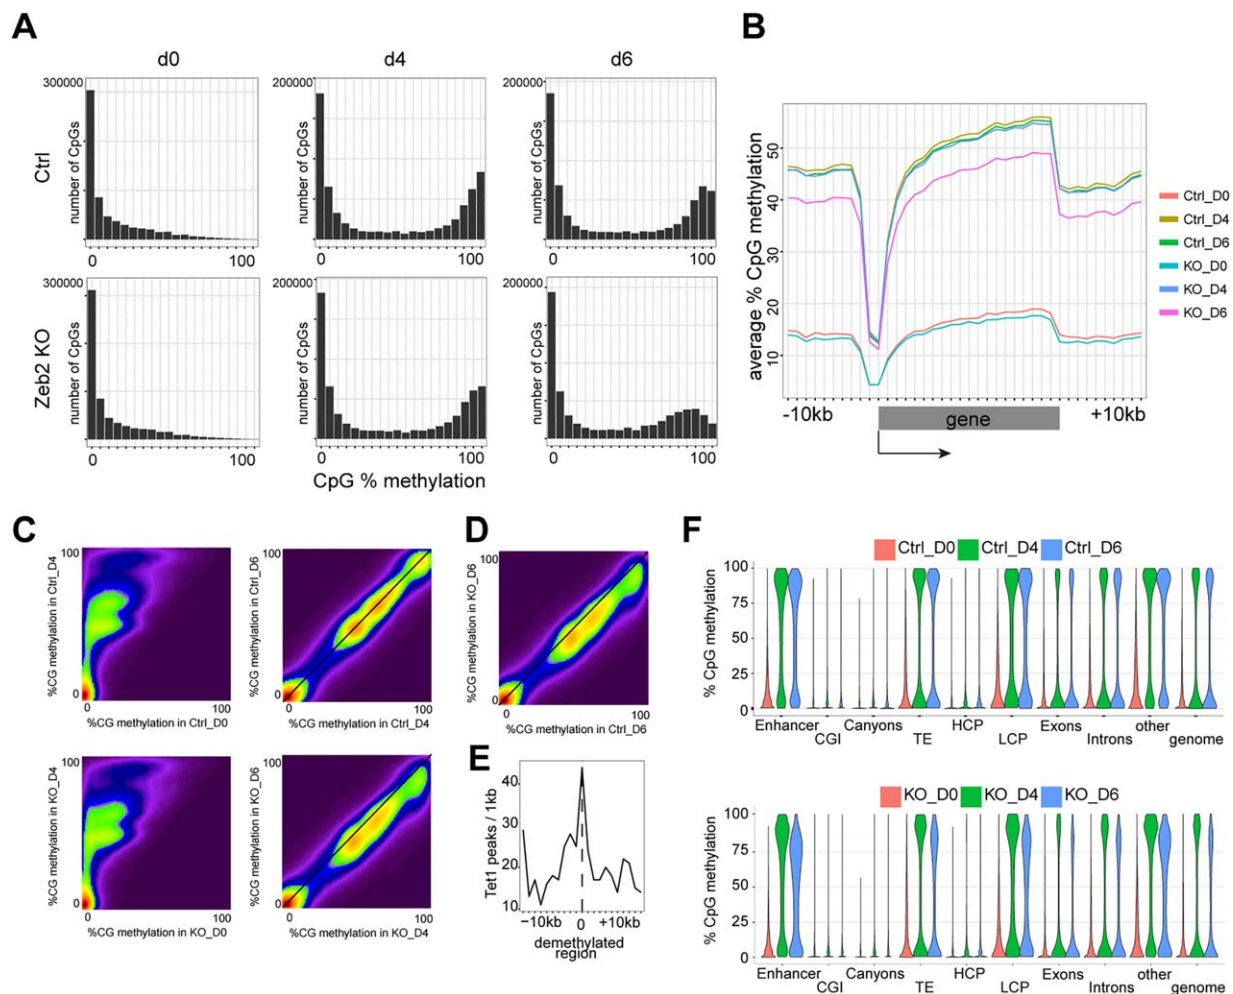 A
d0
d4
d6
Ctrl
300000
number of CpGs
0
100
200000
number of CpGs
0
100
200000
number of CpGs
0
100
Zeb2 KO
300000
number of CpGs
0
100
200000
number of CpGs
0
100
200000
number of CpGs
0
100
CpG % methylation
B
average % CpG methylation
50
40
30
20
10
-10kb
gene
+10kb
Ctrl_D0
Ctrl_D4
Ctrl_D6
KO_D0
KO_D4
KO_D6
C
%CG methylation in Ctrl_D4
100
0
0
100
%CG methylation in Ctrl_D0
%CG methylation in Ctrl_D6
100
0
0
100
%CG methylation in Ctrl_D4
%CG methylation in KO_D4
100
0
0
100
%CG methylation in KO_D0
%CG methylation in KO_D6
100
0
0
100
%CG methylation in KO_D4
D
%CG methylation in KO_D6
100
0
0
100
%CG methylation in Ctrl_D6
E
Tet1 peaks / 1kb
40
30
20
10
−10kb
0
+10kb
demethylated
region
F
Ctrl_D0
Ctrl_D4
Ctrl_D6
% CpG methylation
100
75
50
25
0
Enhancer
CGI
Canyons
TE
HCP
LCP
Exons
Introns
other
genome
KO_D0
KO_D4
KO_D6
% CpG methylation
100
75
50
25
0
Enhancer
CGI
Canyons
TE
HCP
LCP
Exons
Introns
other
genome